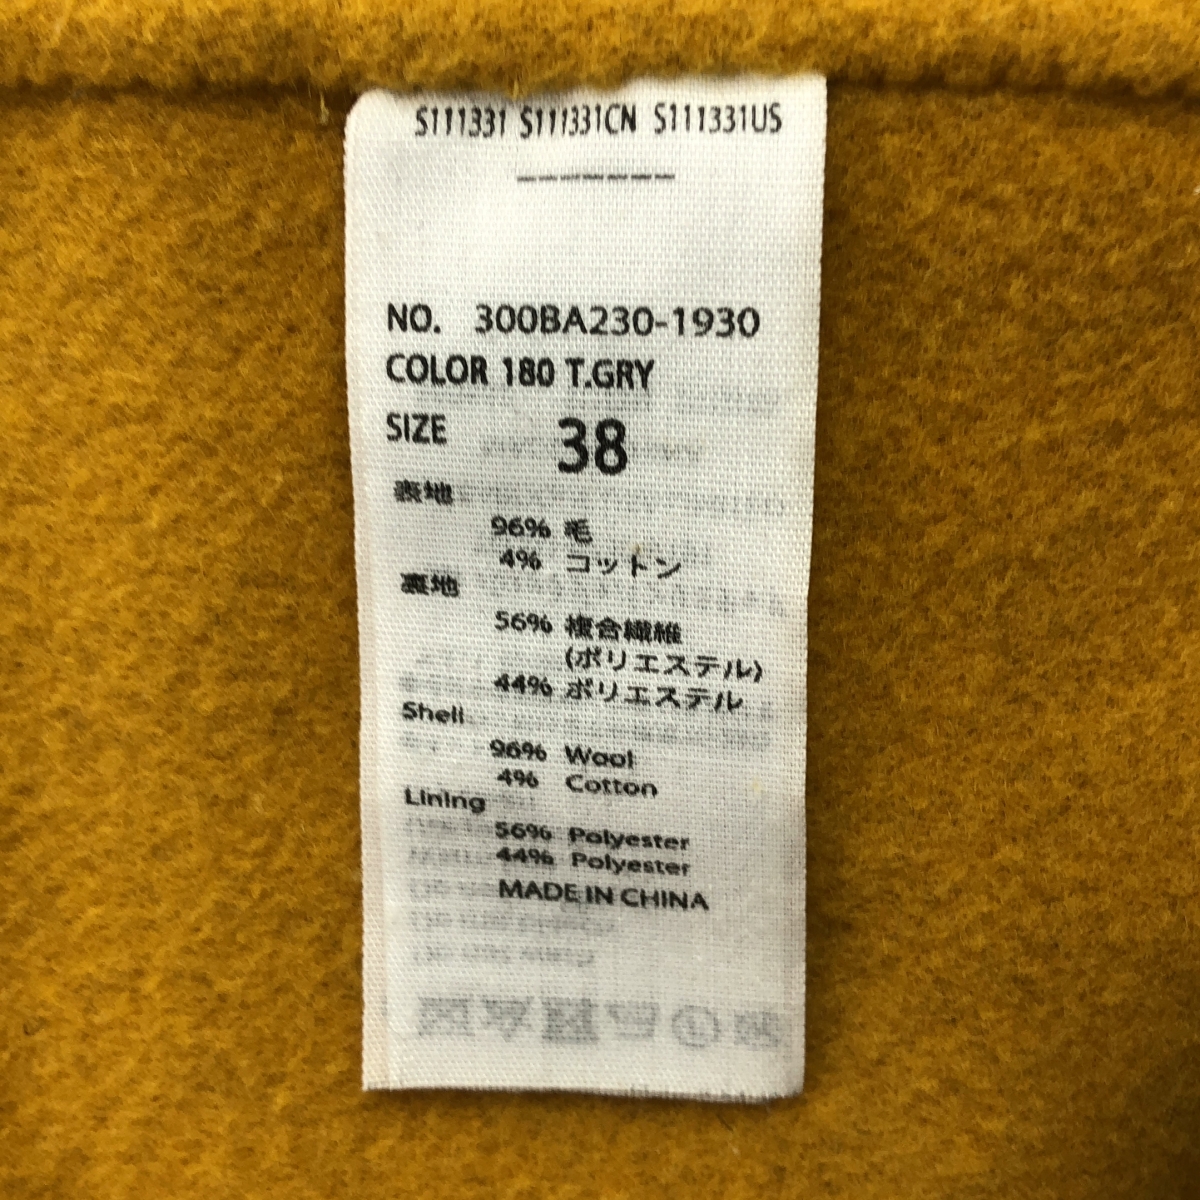 S111331 S111331CN S111331US
-------
NO. 300BA230-1930
COLOR 180 T.GRY
SIZE 38
表地
96% 毛
4% コットン
裏地
56% 複合繊維
(ポリエステル)
44% ポリエステル
Shell
96% Wool
4% Cotton
Lining
56% Polyester
44% Polyester
MADE IN CHINA